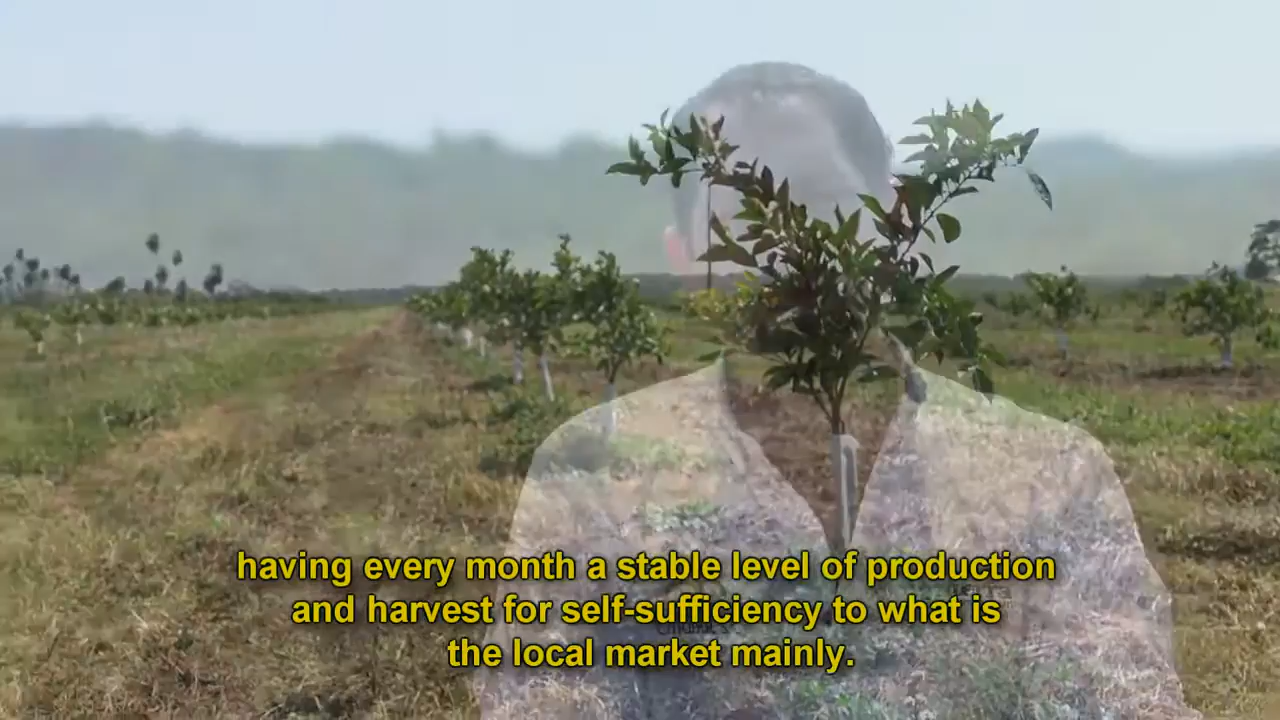 having every month a stable level of production
and harvest for self-sufficiency to what is
the local market mainly.